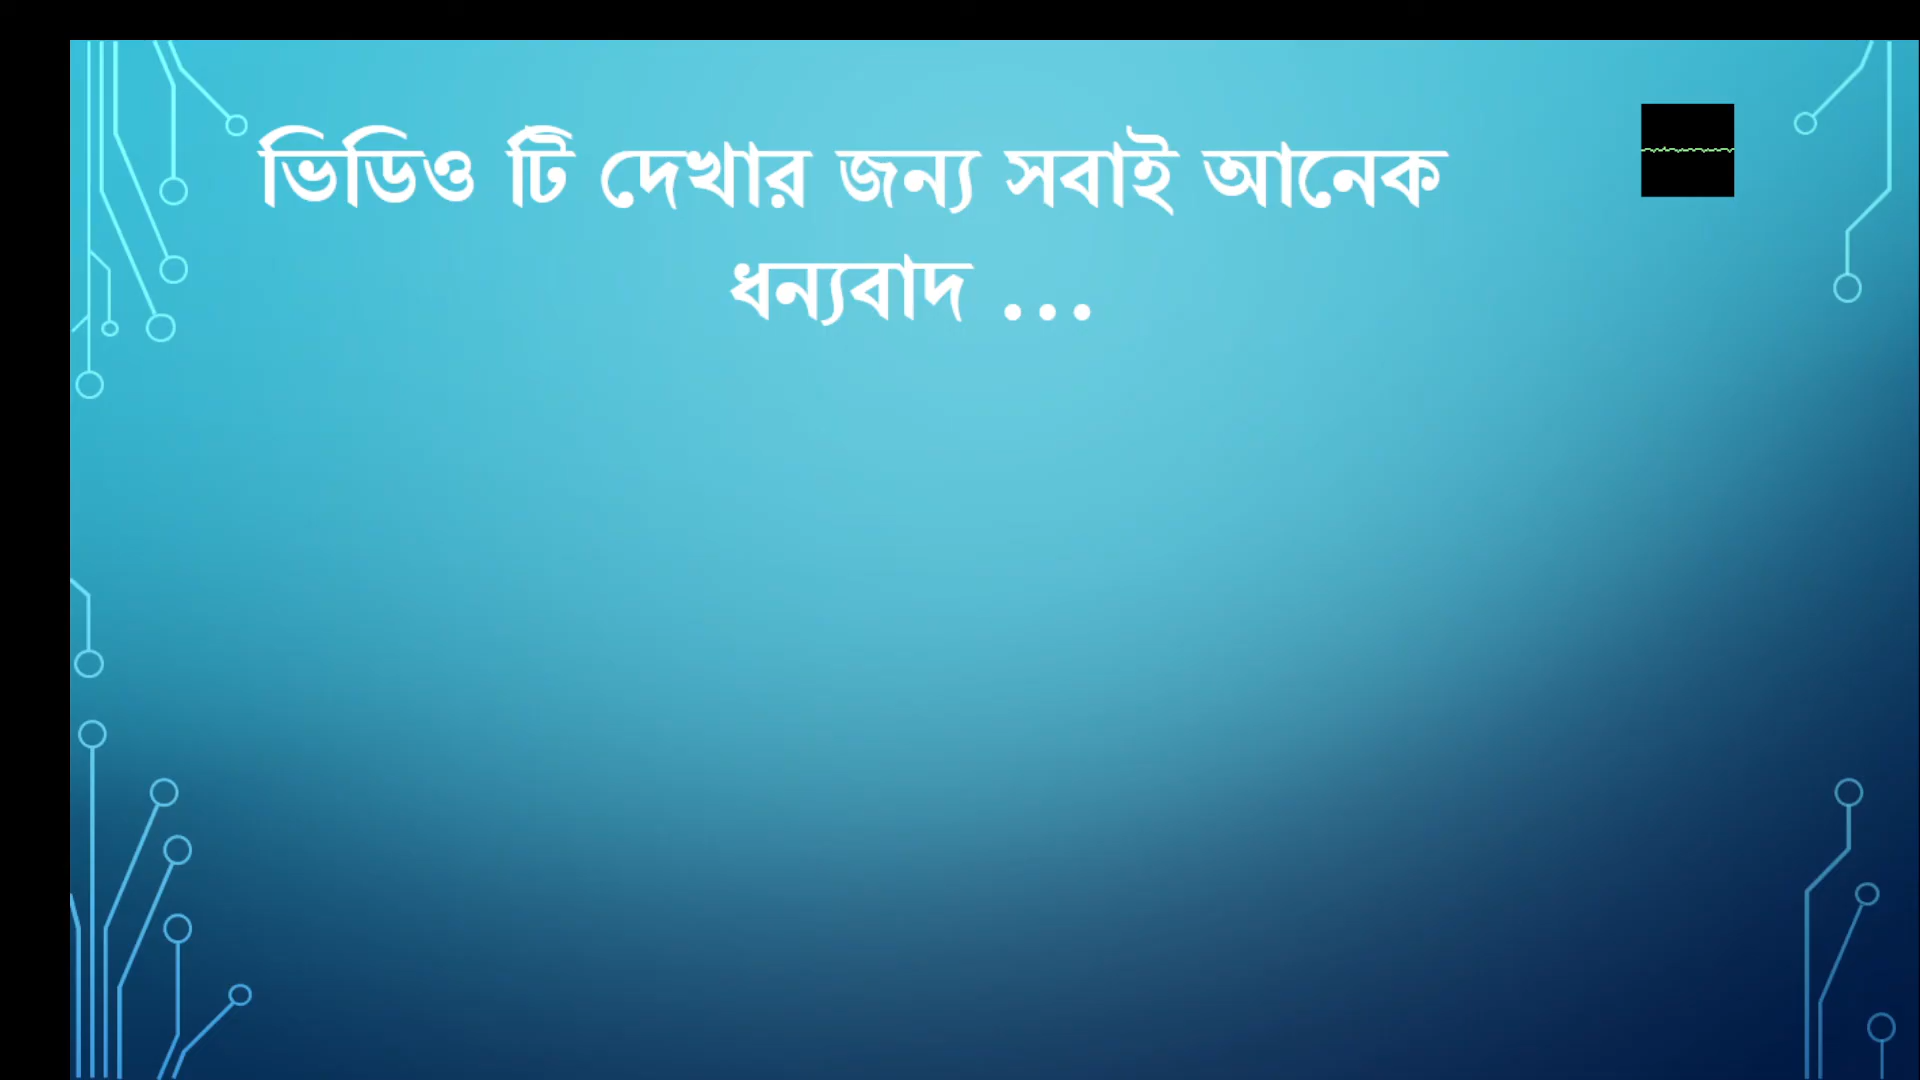 ভিডিও টি দেখার জন্য সবাই আনেক
ধন্যবাদ ...